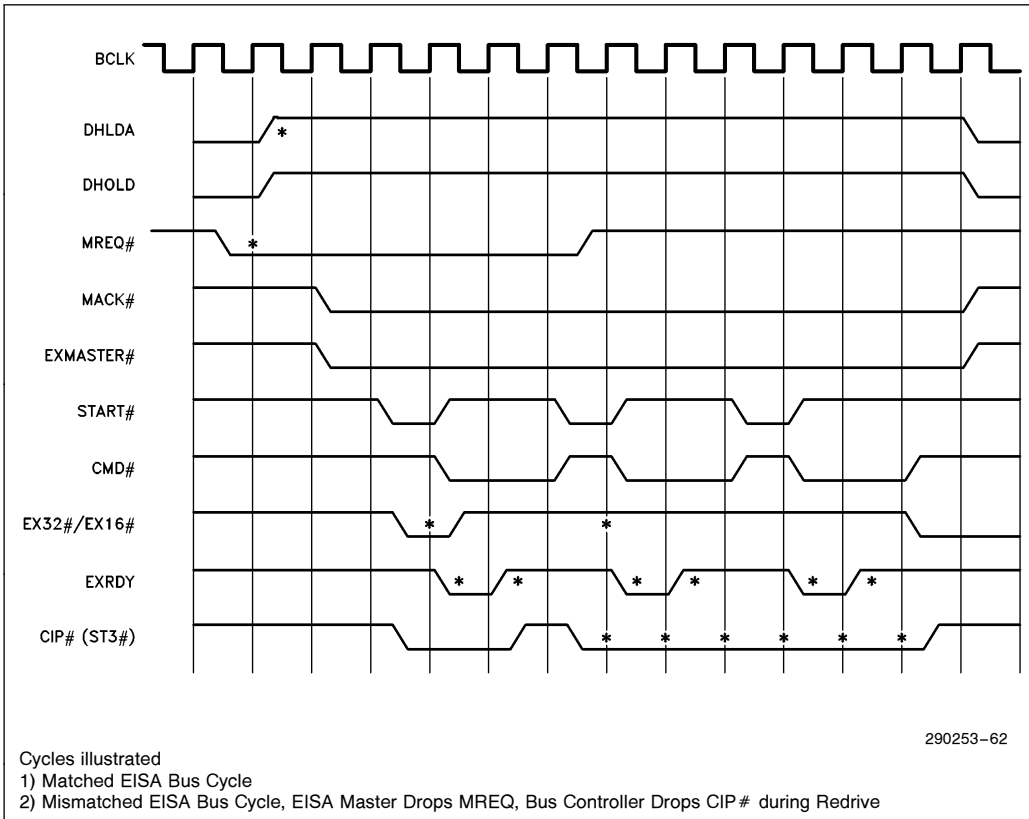 BCLK
DHLDA
*
DHOLD
MREQ#
*
MACK#
EXMASTER#
START#
CMD#
EX32#/EX16#
* *
EXRDY
* * * * * *
CIP# (ST3#)
* * * * * *
290253-62
Cycles illustrated
1) Matched EISA Bus Cycle
2) Mismatched EISA Bus Cycle, EISA Master Drops MREQ, Bus Controller Drops CIP# during Redrive